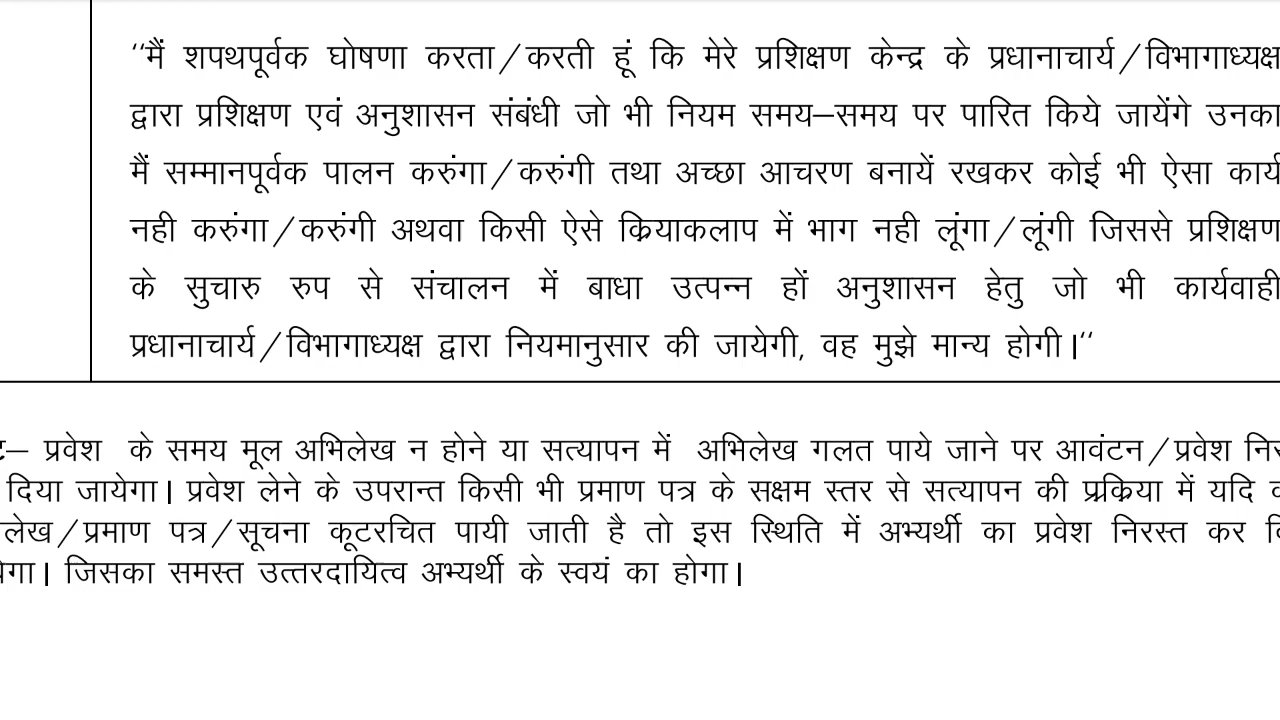 “मैं शपथपूर्वक घोषणा करता/करती हूं कि मेरे प्रशिक्षण केन्द्र के प्रधानाचार्य/विभागाध्यक्ष
द्वारा प्रशिक्षण एवं अनुशासन संबंधी जो भी नियम समय–समय पर पारित किये जायेंगे उनका
मैं सम्मानपूर्वक पालन करुंगा/करुंगी तथा अच्छा आचरण बनायें रखकर कोई भी ऐसा कार्य
नही करुंगा/करुंगी अथवा किसी ऐसे क्रियाकलाप में भाग नही लूंगा/लूंगी जिससे प्रशिक्षण
के सुचारु रुप से संचालन में बाधा उत्पन्न हों अनुशासन हेतु जो भी कार्यवाही
प्रधानाचार्य/विभागाध्यक्ष द्वारा नियमानुसार की जायेगी, वह मुझे मान्य होगी।“
– प्रवेश के समय मूल अभिलेख न होने या सत्यापन में अभिलेख गलत पाये जाने पर आवंटन/प्रवेश
दिया जायेगा। प्रवेश लेने के उपरान्त किसी भी प्रमाण पत्र के सक्षम स्तर से सत्यापन की प्रक्रिया में यदि
लेख/प्रमाण पत्र/सूचना कूटरचित पायी जाती है तो इस स्थिति में अभ्यर्थी का प्रवेश निरस्त कर
गा। जिसका समस्त उत्तरदायित्व अभ्यर्थी के स्वयं का होगा।